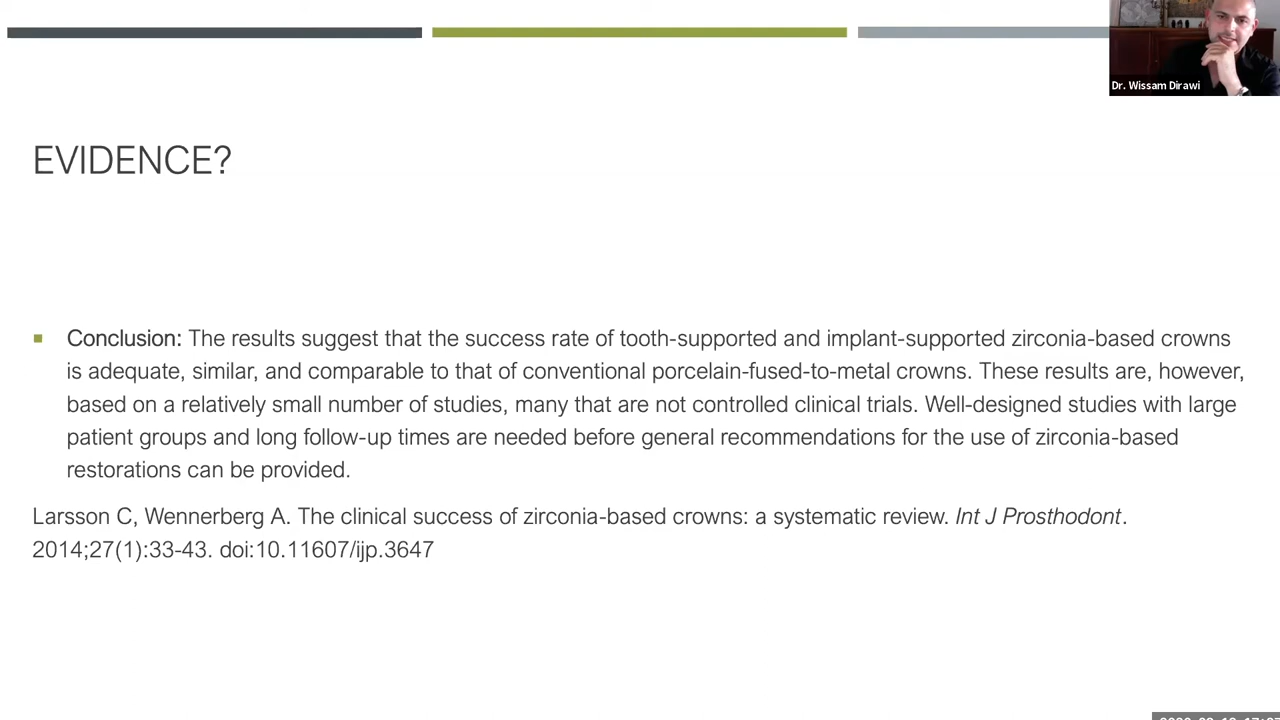 Dr. Wissam Dirawi
EVIDENCE?
Conclusion: The results suggest that the success rate of tooth-supported and implant-supported zirconia-based crowns
is adequate, similar, and comparable to that of conventional porcelain-fused-to-metal crowns. These results are, however,
based on a relatively small number of studies, many that are not controlled clinical trials. Well-designed studies with large
patient groups and long follow-up times are needed before general recommendations for the use of zirconia-based
restorations can be provided.
Larsson C, Wennerberg A. The clinical success of zirconia-based crowns: a systematic review. Int J Prosthodont.
2014;27(1):33-43. doi:10.11607/ijp.3647